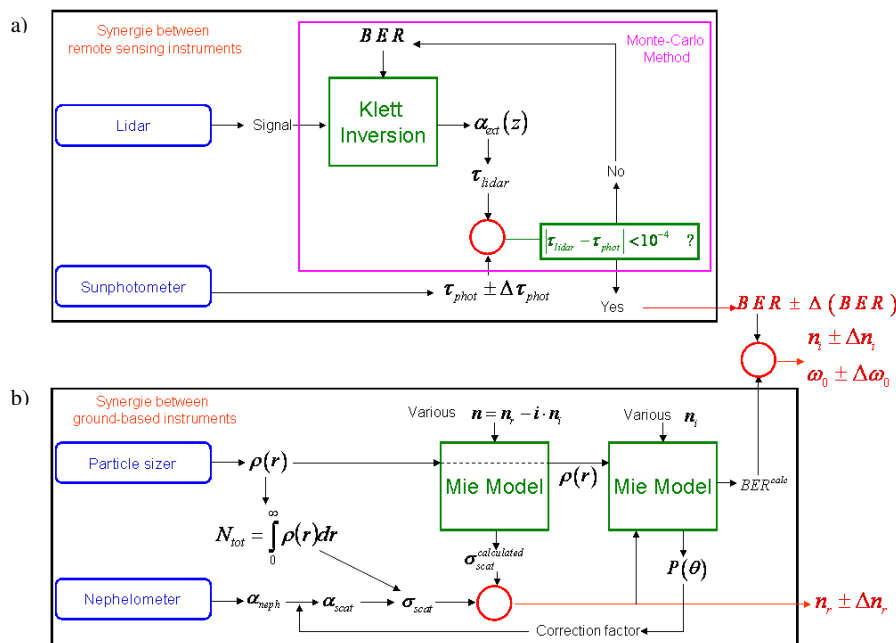 a)
Synergie between
remote sensing instruments
BER
Monte-Carlo
Method
Lidar
Signal
Klett
Inversion
α_ext(z)
τ_lidar
No
|τ_lidar − τ_phot| < 10⁻⁴ ?
Sunphotometer
τ_phot ± Δτ_phot
Yes
BER ± Δ(BER)
n_i ± Δn_i
ω_0 ± Δω_0
b)
Synergie between
ground-based instruments
Various n = n_r − i · n_i
Various n_i
Particle sizer
ρ(r)
Mie Model
ρ(r)
Mie Model
BER^calc
N_tot = ∫_0^∞ ρ(r)dr
σ_scat^calculated
P(θ)
Nephelometer
α_neph
α_scat
σ_scat
n_r ± Δn_r
Correction factor